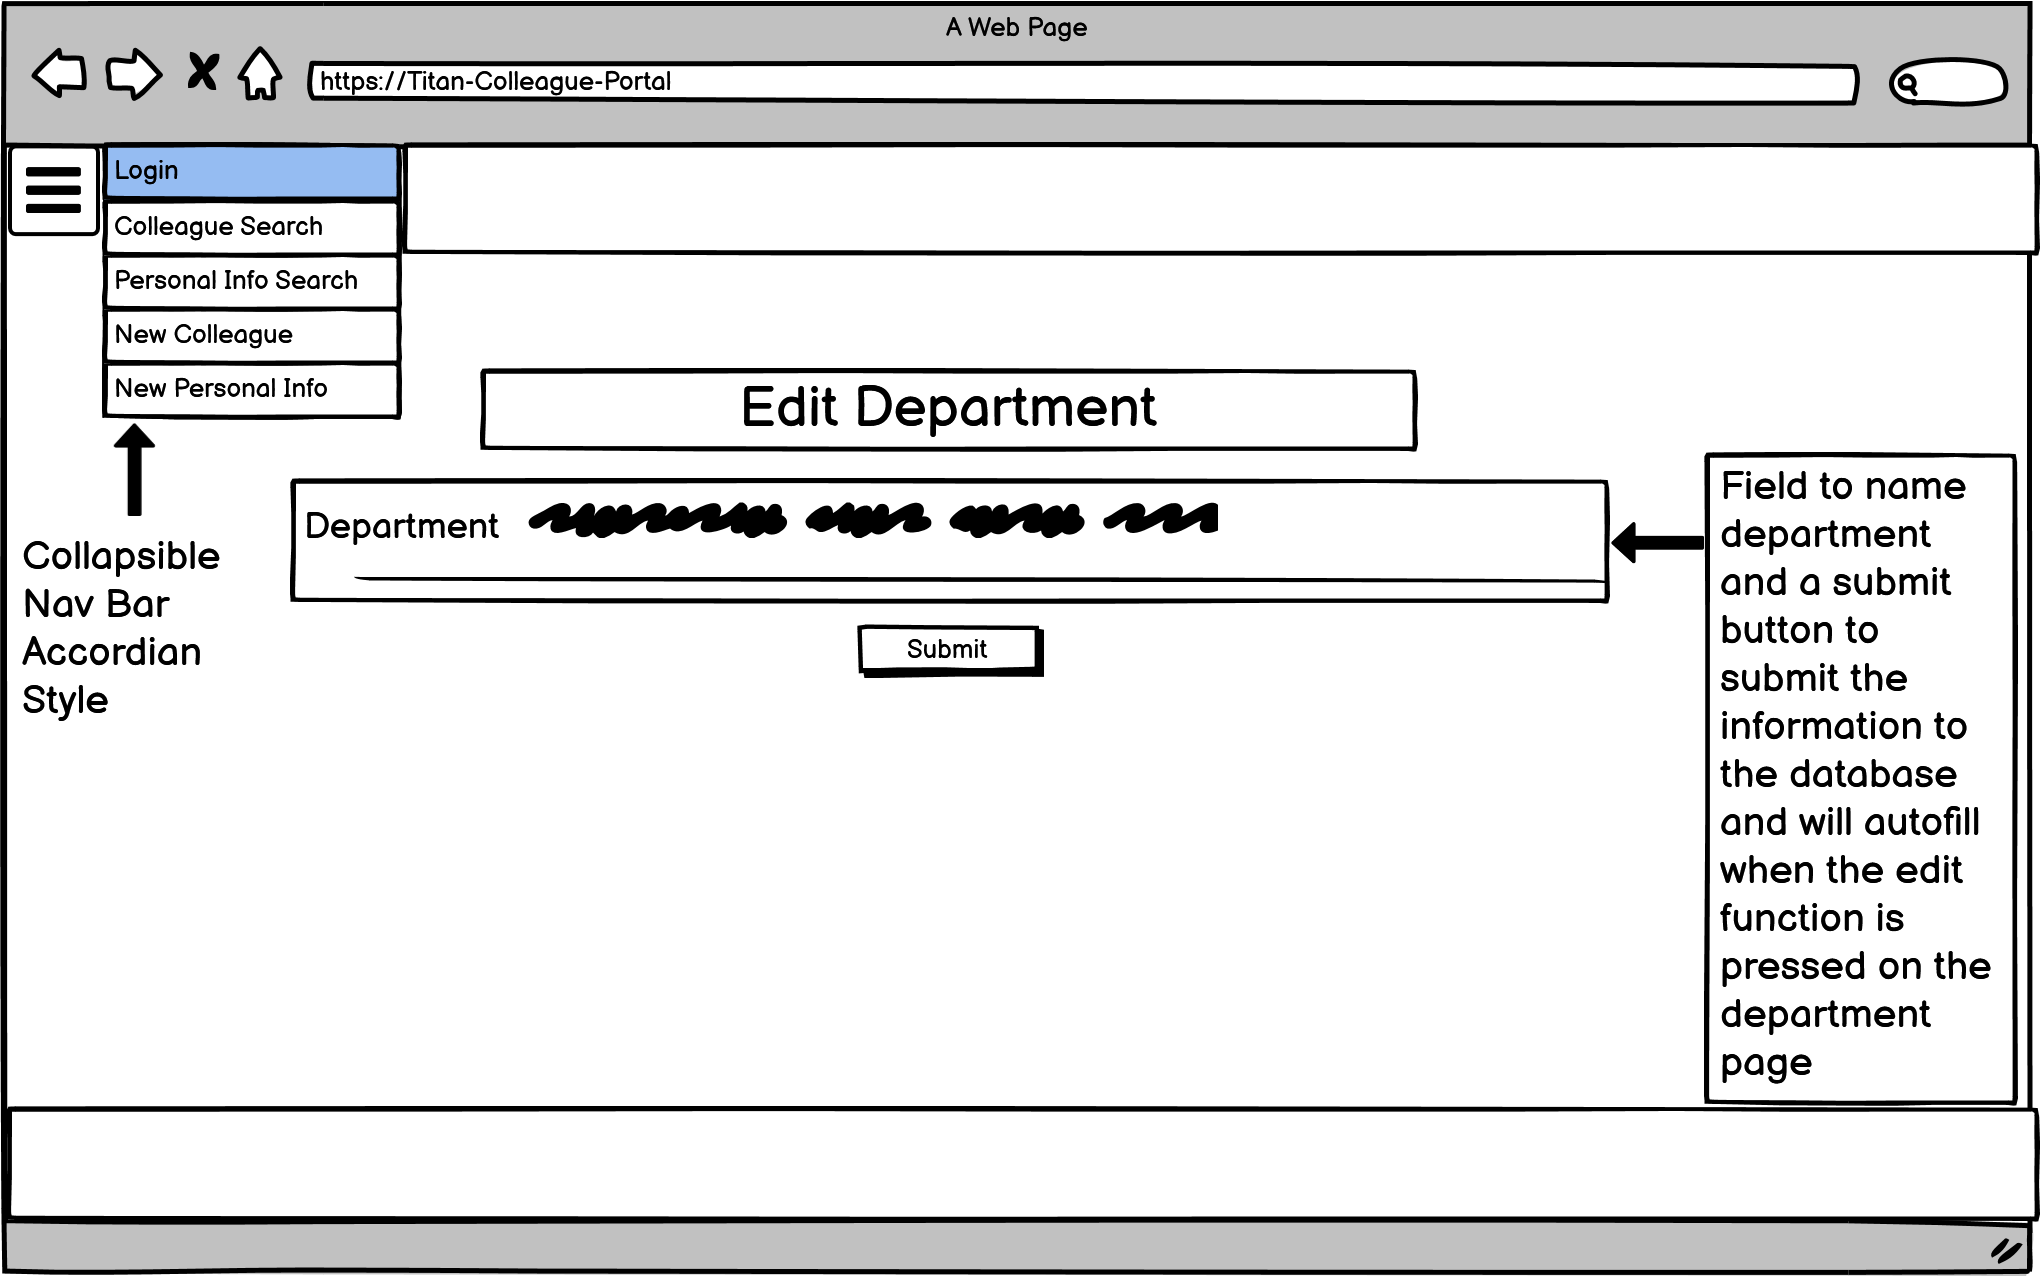 A Web Page
https://Titan-Colleague-Portal
Login
Colleague Search
Personal Info Search
New Colleague
New Personal Info
Collapsible
Nav Bar
Accordian
Style
Edit Department
Department
Submit
Field to name
department
and a submit
button to
submit the
information to
the database
and will autofill
when the edit
function is
pressed on the
department
page